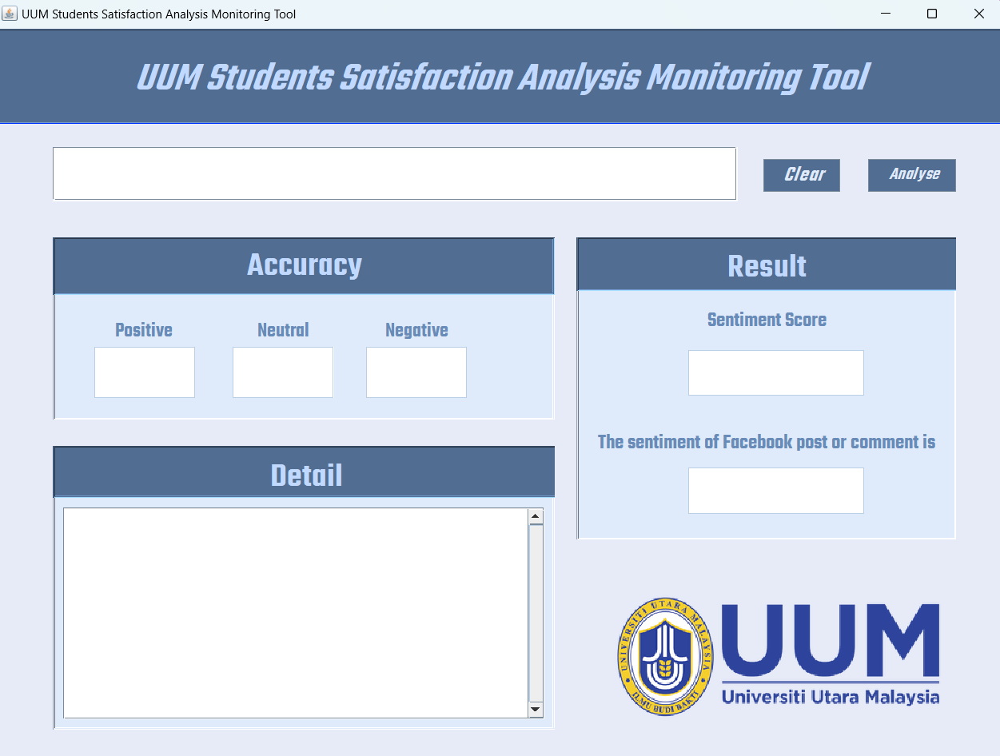 UUM Students Satisfaction Analysis Monitoring Tool
UUM Students Satisfaction Analysis Monitoring Tool
Clear
Analyse
Accuracy
Positive
Neutral
Negative
Result
Sentiment Score
The sentiment of Facebook post or comment is
Detail
UNIVERSITI UTARA MALAYSIA
ILMU BUDI BAKTI
UUM
Universiti Utara Malaysia